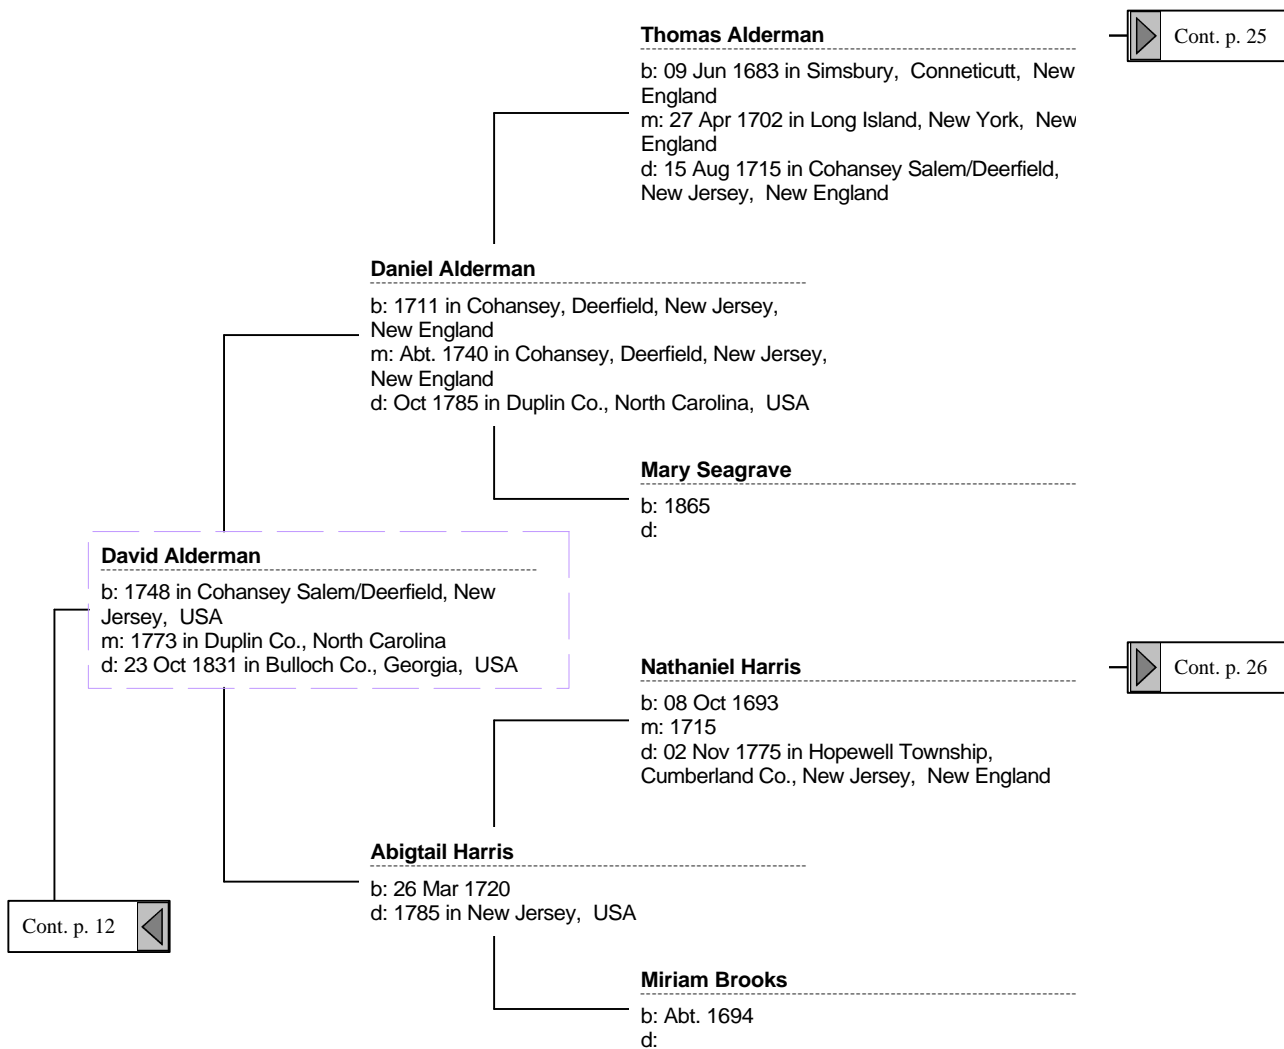 Thomas Alderman
b: 09 Jun 1683 in Simsbury, Conneticutt, New
England
m: 27 Apr 1702 in Long Island, New York, New
England
d: 15 Aug 1715 in Cohansey Salem/Deerfield,
New Jersey, New England
Cont. p. 25
Daniel Alderman
b: 1711 in Cohansey, Deerfield, New Jersey,
New England
m: Abt. 1740 in Cohansey, Deerfield, New Jersey,
New England
d: Oct 1785 in Duplin Co., North Carolina, USA
Mary Seagrave
b: 1865
d:
David Alderman
b: 1748 in Cohansey Salem/Deerfield, New
Jersey, USA
m: 1773 in Duplin Co., North Carolina
d: 23 Oct 1831 in Bulloch Co., Georgia, USA
Nathaniel Harris
b: 08 Oct 1693
m: 1715
d: 02 Nov 1775 in Hopewell Township,
Cumberland Co., New Jersey, New England
Cont. p. 26
Abigtail Harris
b: 26 Mar 1720
d: 1785 in New Jersey, USA
Cont. p. 12
Miriam Brooks
b: Abt. 1694
d: